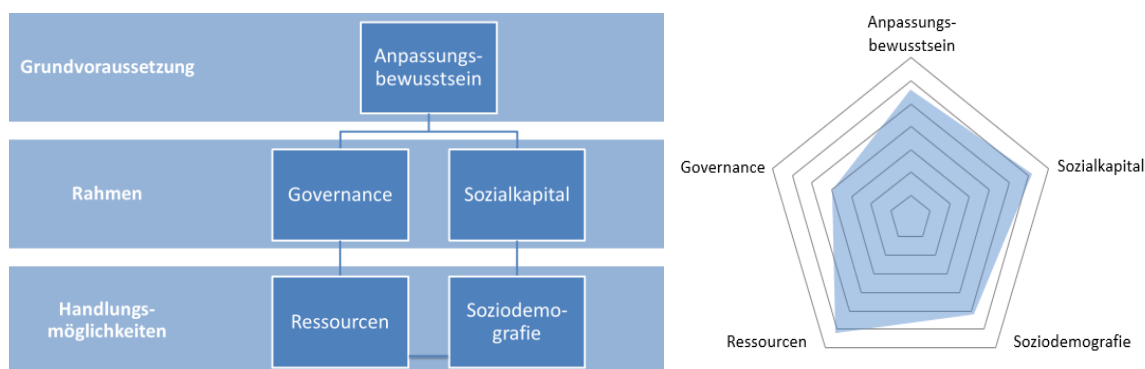 Grundvoraussetzung
Anpassungs-
bewusstsein
Rahmen
Governance
Sozialkapital
Handlungs-
möglichkeiten
Ressourcen
Soziodemo-
grafie
Anpassungs-
bewusstsein
Governance
Sozialkapital
Ressourcen
Soziodemografie